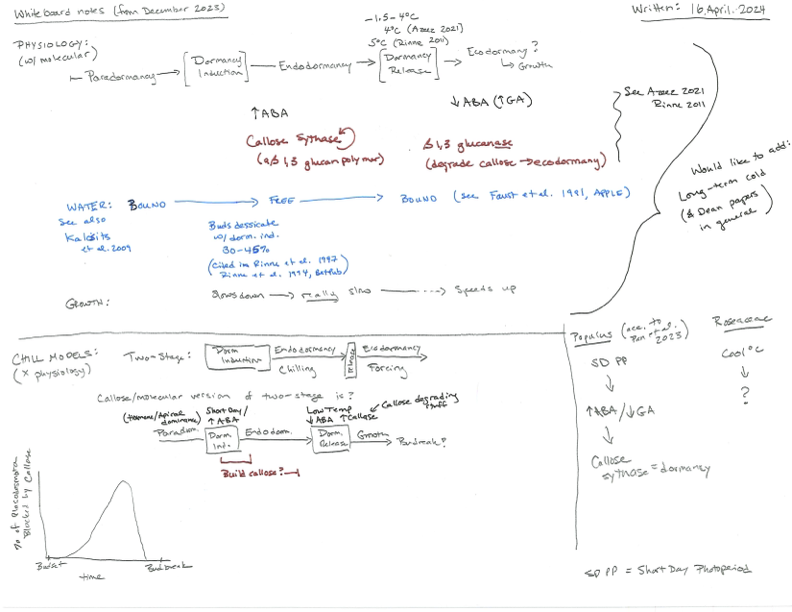 Whiteboard notes (from December 2023)
Written: 16 April 2024
PHYSIOLOGY:
(w/ molecular)
-1.5-4°C
4°C (Azeez 2021)
5°C (Rinne 2011)
Paradormancy → [Dormancy Induction] — Endodormancy → [Dormancy Release] → Ecodormancy?
↳ Growth
↑ABA
↓ABA (↑GA)
See Azeez 2021
Rinne 2011
Callose Sythase
(a β 1,3 glucan polymer)
β 1,3 glucanase
(degrade callose → ecodormany)
Would like to add:
Long-term cold
(& Dean papers
in general)
WATER: BOUND → FREE → BOUND (see Faust et al. 1991, APPLE)
See also
Kalcsits
et al. 2009
Buds dessicate
w/ dorm. ind.
30-45%
(Cited in Rinne et al. 1997
Rinne et al. 1994, Betula)
GROWTH:
Slows down → really slow → Speeds up
CHILL MODELS:
(x physiology)
Two-Stage:
Dorm Induction
Endodormancy
Chilling
Release
Ecodormancy
Forcing
Callose/molecular version of two-stage is?
(Hormone/Apical
dominance)
Short Day/
↑ABA
Low Temp
↓ABA ↑Callose
Callose degrading
stuff
Paradorm.
Dorm. Ind.
Endodorm.
Dorm. Release
Growth
Budbreak?
Build callose?
% of Plasmodesmata
Blocked by Callose
Budset
Budbreak
time
Populus
(acc. to
et al.
2023)
SD PP
↓
↑ABA/↓GA
↓
Callose
sythase = dormancy
Rosaceae
Cool °C
↓
?
SD PP = Short Day Photoperiod